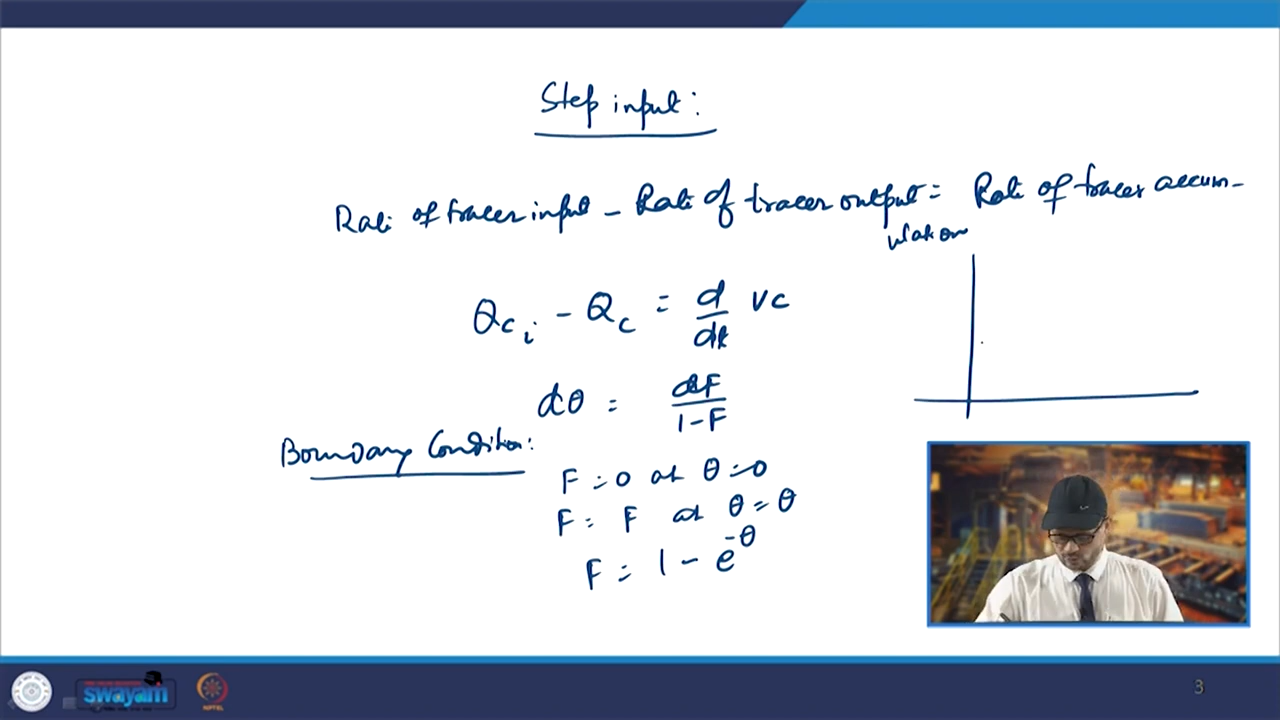 Step input:
Rate of tracer input - Rate of tracer output = Rate of tracer accum-
ulation
Qc_i - Qc = d/dt VC
dθ = dF/1-F
Boundary Condition:
F = 0 at θ = 0
F = F at θ = θ
F = 1 - e^-θ
swayam
NPTEL
3